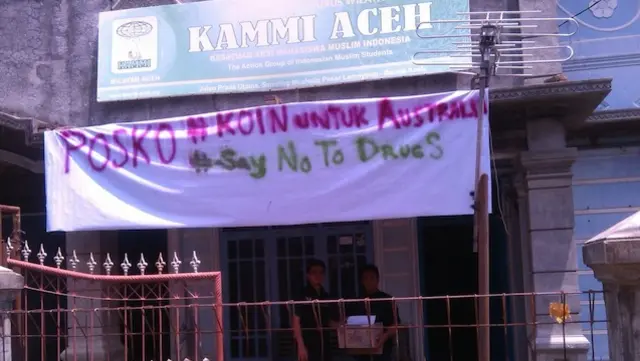 KAMMI ACEH
KESATUAN AKSI MAHASISWA MUSLIM INDONESIA
The Action Group of Indonesian Muslim Students
POSKO #KOIN UNTUK AUSTRALIA
#SAY NO TO DRUGS
KAMMI